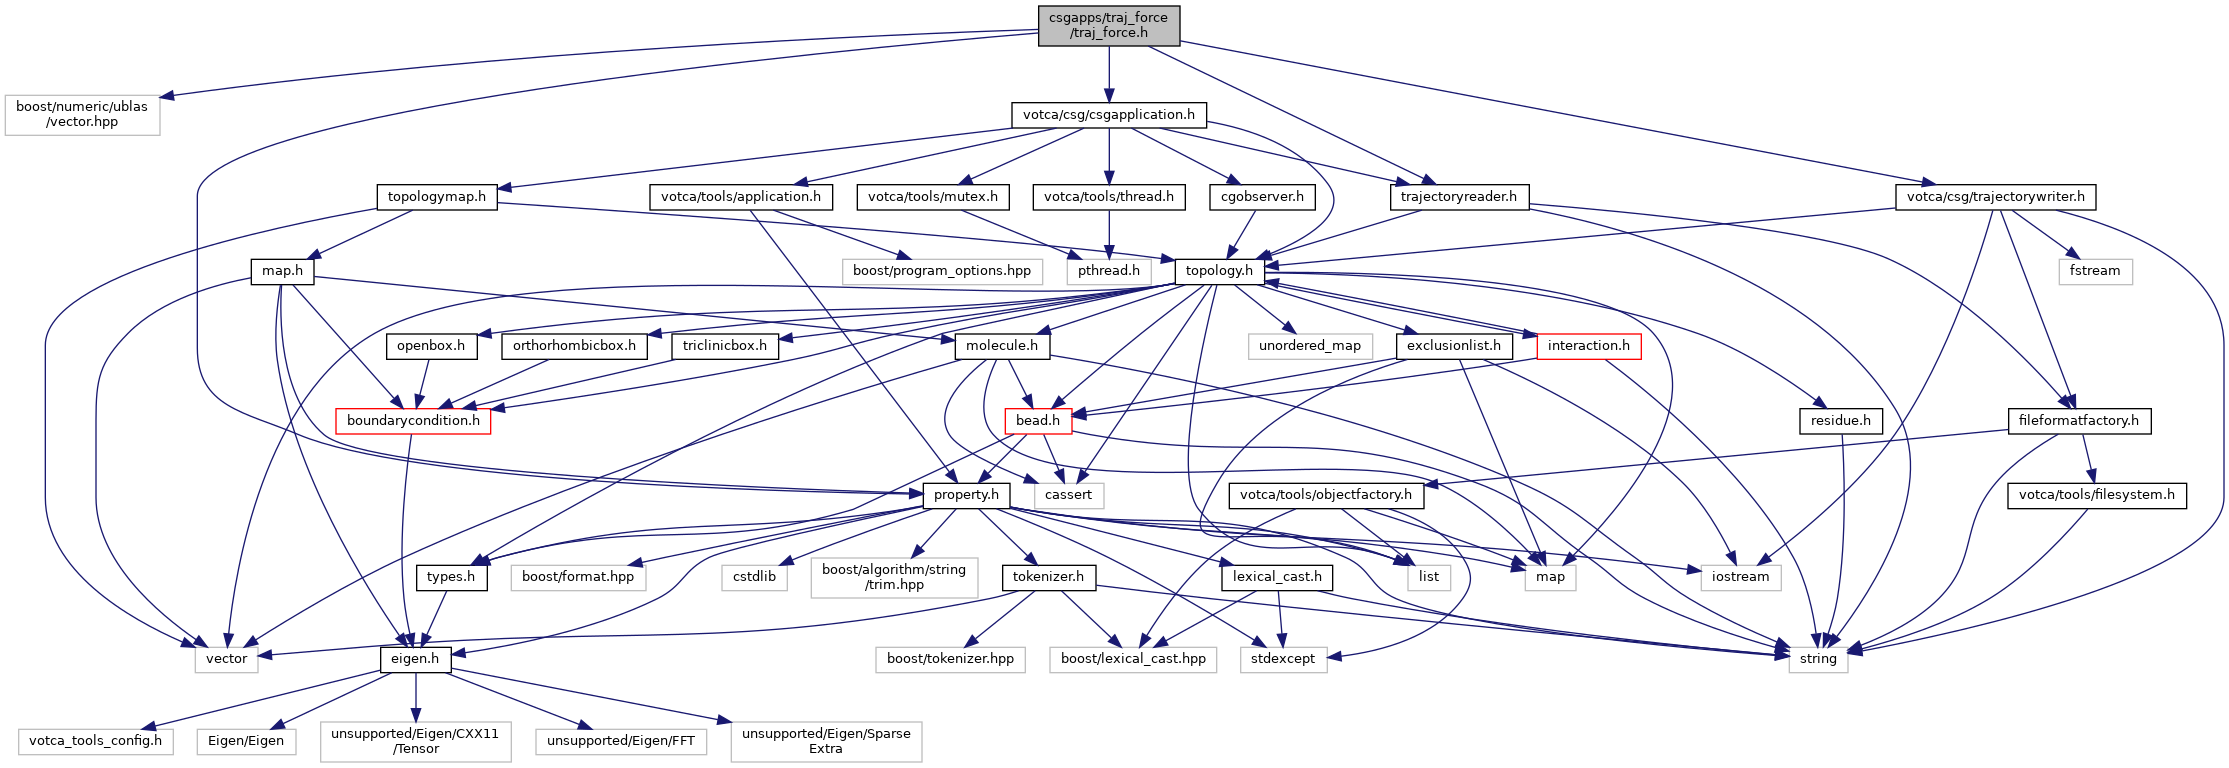 csgapps/traj_force
/traj_force.h
boost/numeric/ublas
/vector.hpp
votca/csg/csgapplication.h
topologymap.h
votca/tools/application.h
votca/tools/mutex.h
votca/tools/thread.h
cgobserver.h
trajectoryreader.h
votca/csg/trajectorywriter.h
map.h
boost/program_options.hpp
pthread.h
topology.h
fstream
openbox.h
orthorhombicbox.h
triclinicbox.h
molecule.h
unordered_map
exclusionlist.h
interaction.h
boundarycondition.h
bead.h
residue.h
fileformatfactory.h
property.h
cassert
votca/tools/objectfactory.h
votca/tools/filesystem.h
types.h
boost/format.hpp
cstdlib
boost/algorithm/string
/trim.hpp
tokenizer.h
lexical_cast.h
list
map
iostream
vector
eigen.h
boost/tokenizer.hpp
boost/lexical_cast.hpp
stdexcept
string
votca_tools_config.h
Eigen/Eigen
unsupported/Eigen/CXX11
/Tensor
unsupported/Eigen/FFT
unsupported/Eigen/Sparse
Extra